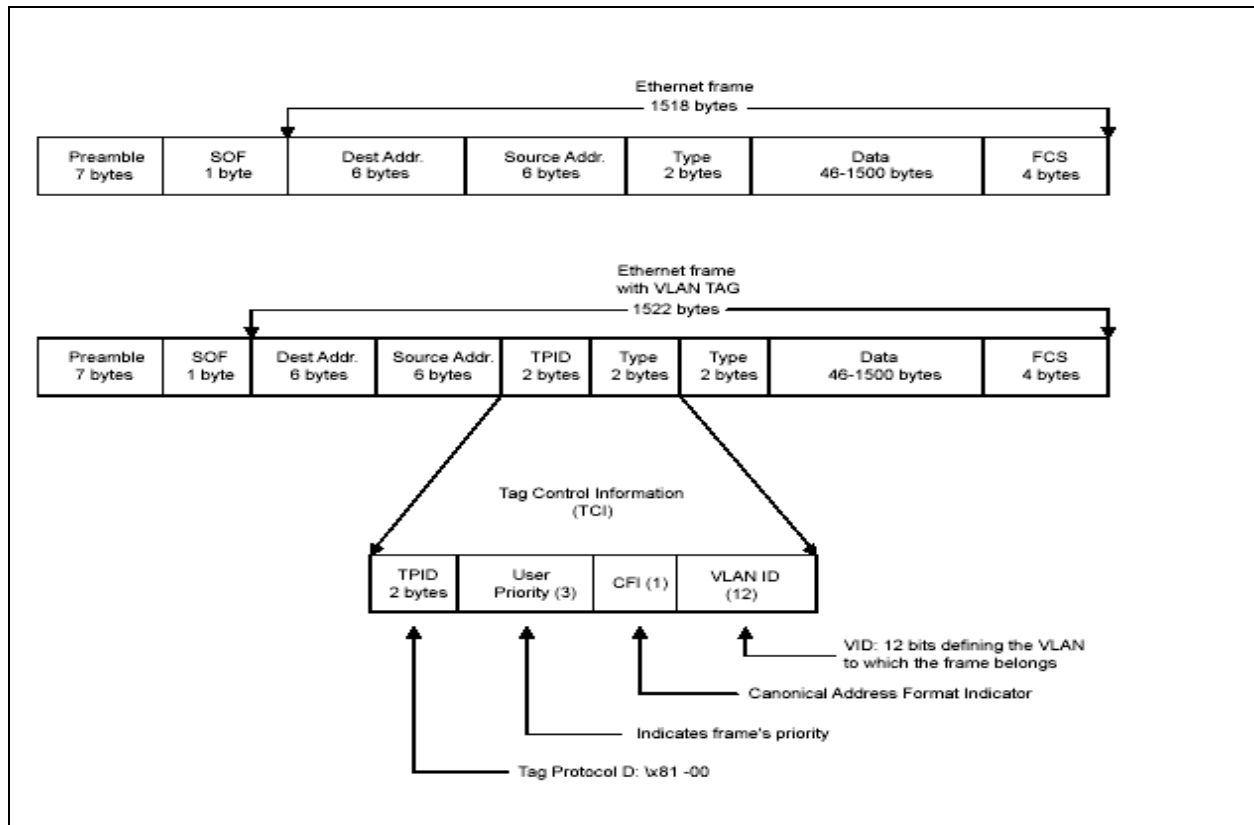 Ethernet frame
1518 bytes
Preamble
7 bytes
SOF
1 byte
Dest Addr.
6 bytes
Source Addr.
6 bytes
Type
2 bytes
Data
46-1500 bytes
FCS
4 bytes
Ethernet frame
with VLAN TAG
1522 bytes
Preamble
7 bytes
SOF
1 byte
Dest Addr.
6 bytes
Source Addr.
6 bytes
TPID
2 bytes
Type
2 bytes
Type
2 bytes
Data
46-1500 bytes
FCS
4 bytes
Tag Control Information
(TCI)
TPID
2 bytes
User
Priority (3)
CFI (1)
VLAN ID
(12)
VID: 12 bits defining the VLAN
to which the frame belongs
Canonical Address Format Indicator
Indicates frame's priority
Tag Protocol D: \x81 -00